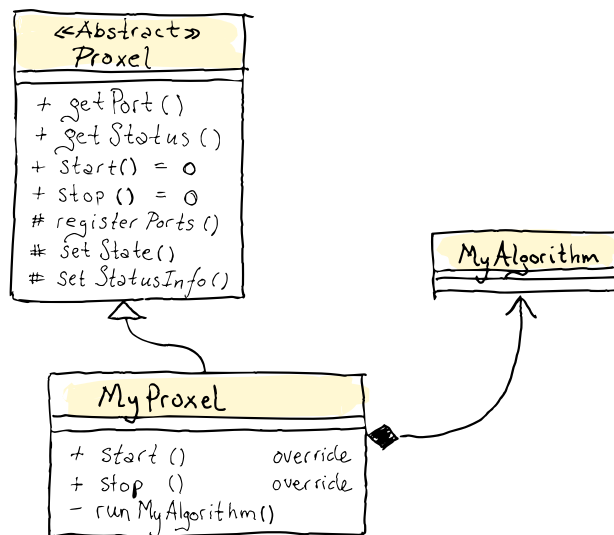 «Abstract»
Proxel
+ getPort()
+ getStatus()
+ start() = 0
+ stop() = 0
# registerPorts()
# setState()
# setStatusInfo()
MyAlgorithm
MyProxel
+ start() override
+ stop() override
- runMyAlgorithm()